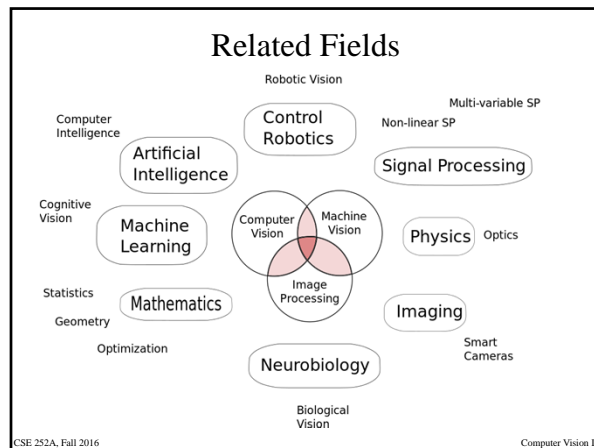 Related Fields
Robotic Vision
Multi-variable SP
Computer
Intelligence
Control
Robotics
Non-linear SP
Artificial
Intelligence
Signal Processing
Cognitive
Vision
Machine
Learning
Computer
Vision
Machine
Vision
Physics
Optics
Image
Processing
Statistics
Mathematics
Geometry
Imaging
Optimization
Smart
Cameras
Neurobiology
Biological
Vision
CSE 252A, Fall 2016
Computer Vision I